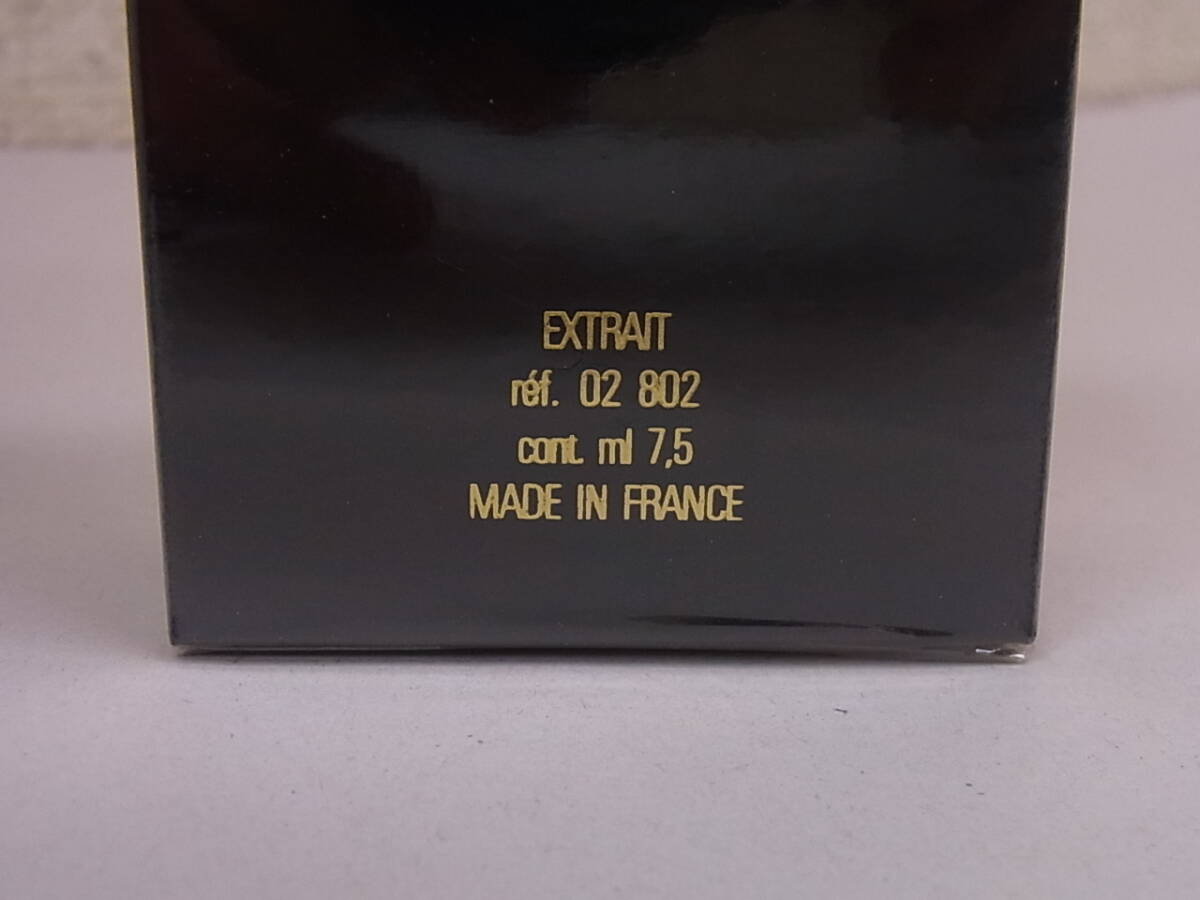 EXTRAIT
réf. 02 802
cont. ml 7,5
MADE IN FRANCE